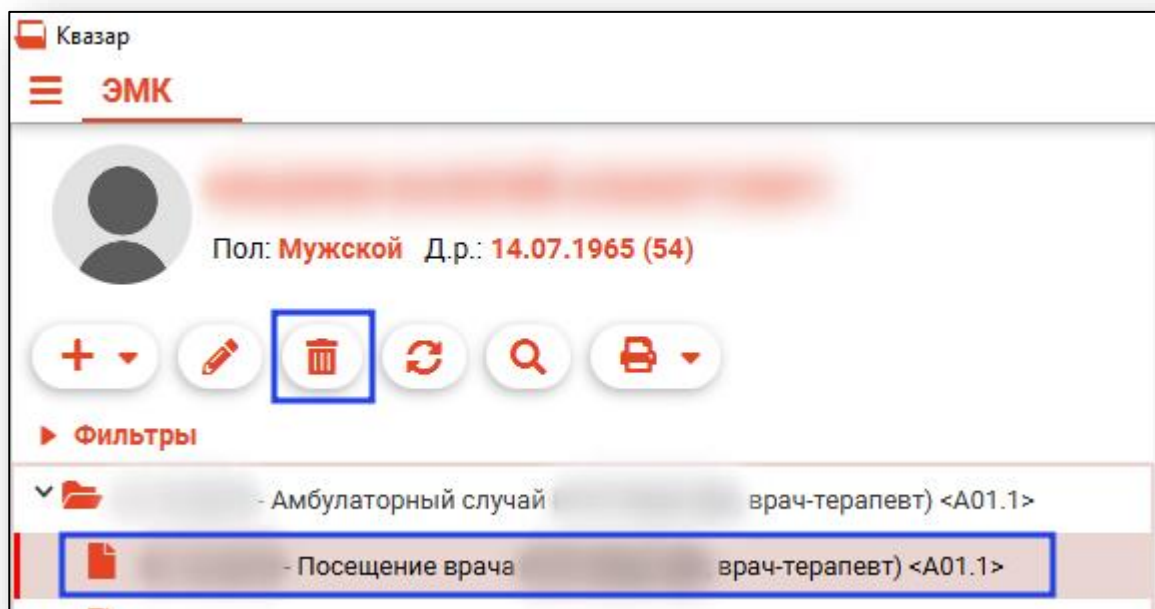 Квазар
ЭМК
Пол: Мужской Д.р.: 14.07.1965 (54)
Фильтры
- Амбулаторный случай врач-терапевт) <A01.1>
- Посещение врача врач-терапевт) <A01.1>